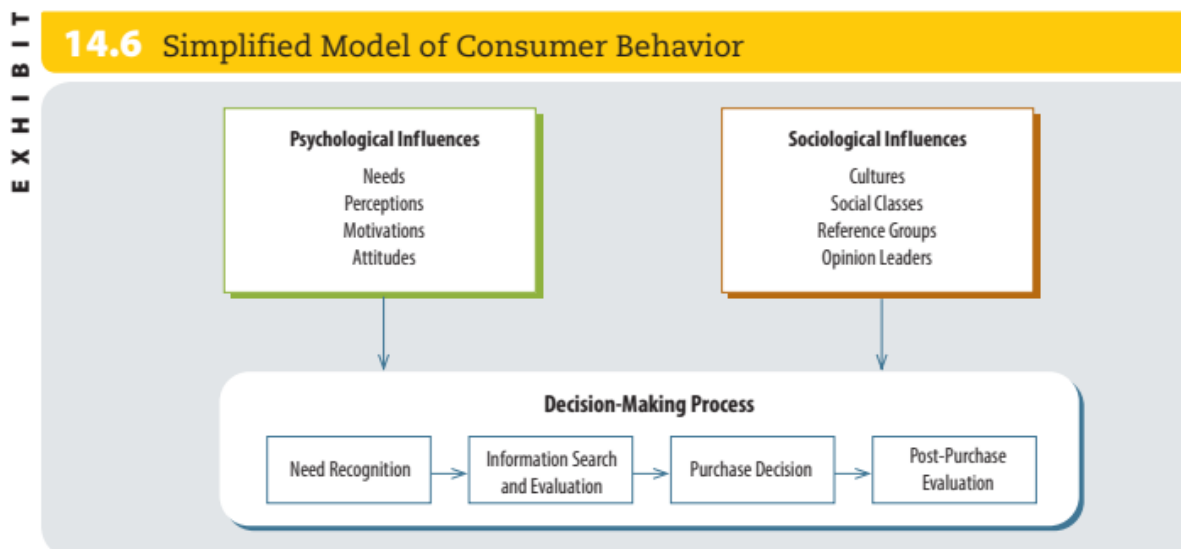 EXHIBIT
14.6 Simplified Model of Consumer Behavior
Psychological Influences
Needs
Perceptions
Motivations
Attitudes
Sociological Influences
Cultures
Social Classes
Reference Groups
Opinion Leaders
Decision-Making Process
Need Recognition
Information Search
and Evaluation
Purchase Decision
Post-Purchase
Evaluation